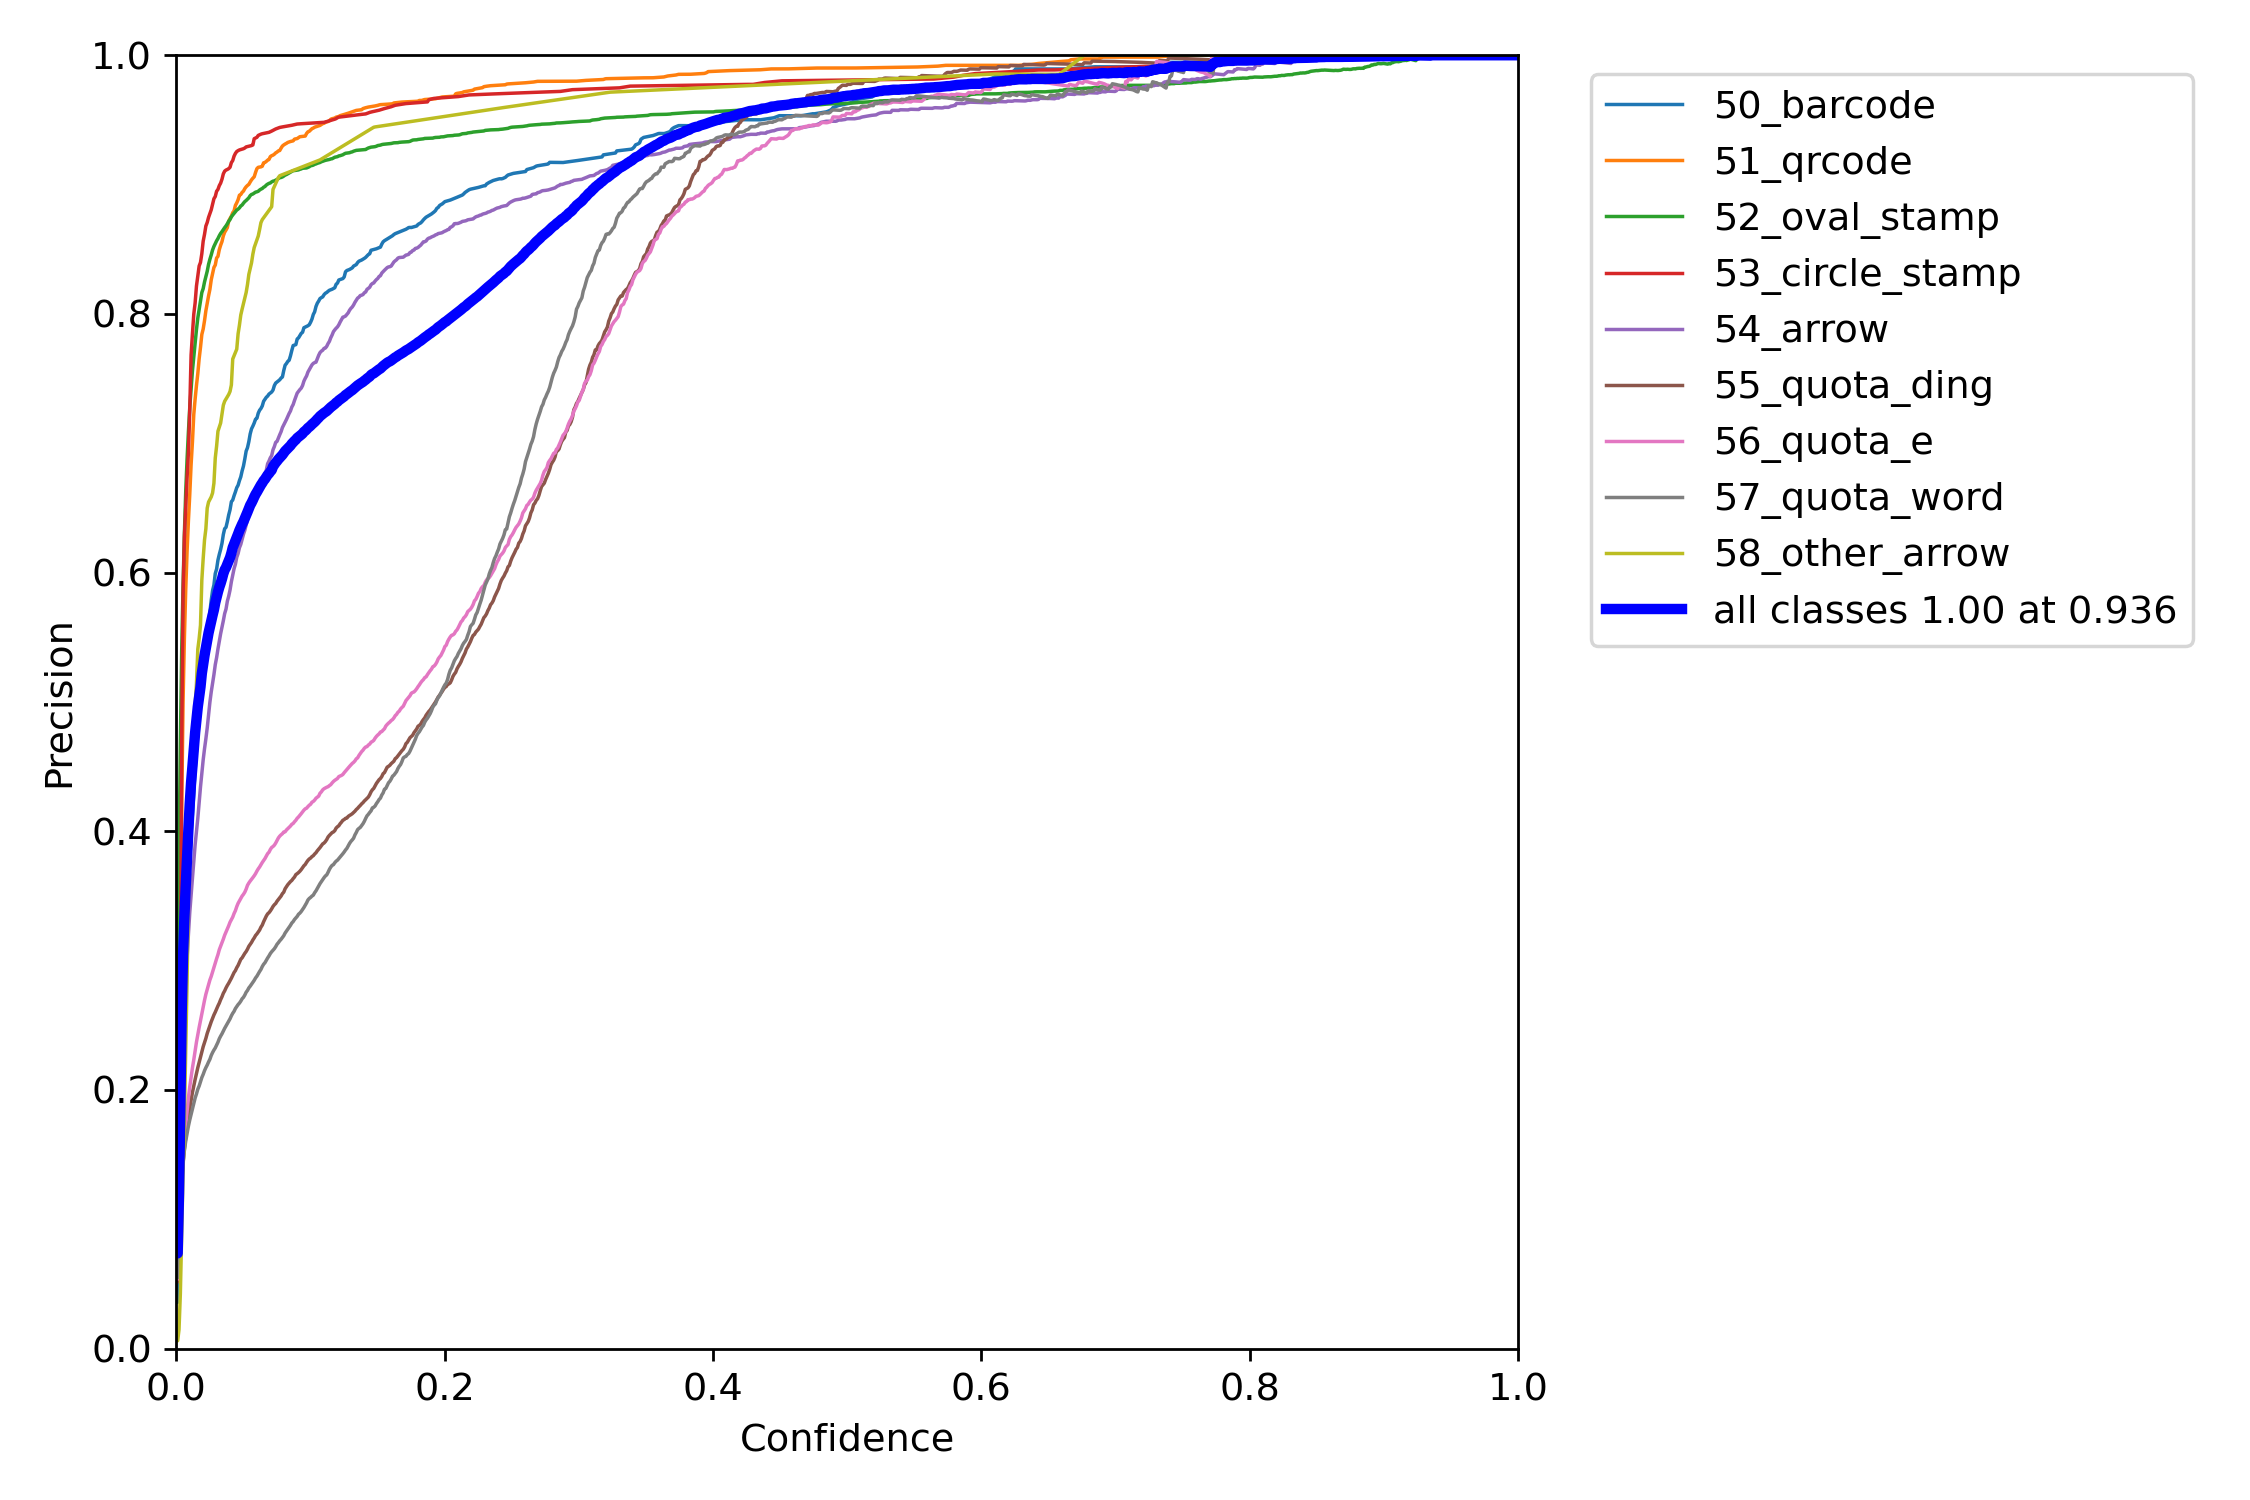 1.0
0.8
0.6
0.4
0.2
0.0
Precision
0.0 0.2 0.4 0.6 0.8 1.0
Confidence
50_barcode
51_qrcode
52_oval_stamp
53_circle_stamp
54_arrow
55_quota_ding
56_quota_e
57_quota_word
58_other_arrow
all classes 1.00 at 0.936